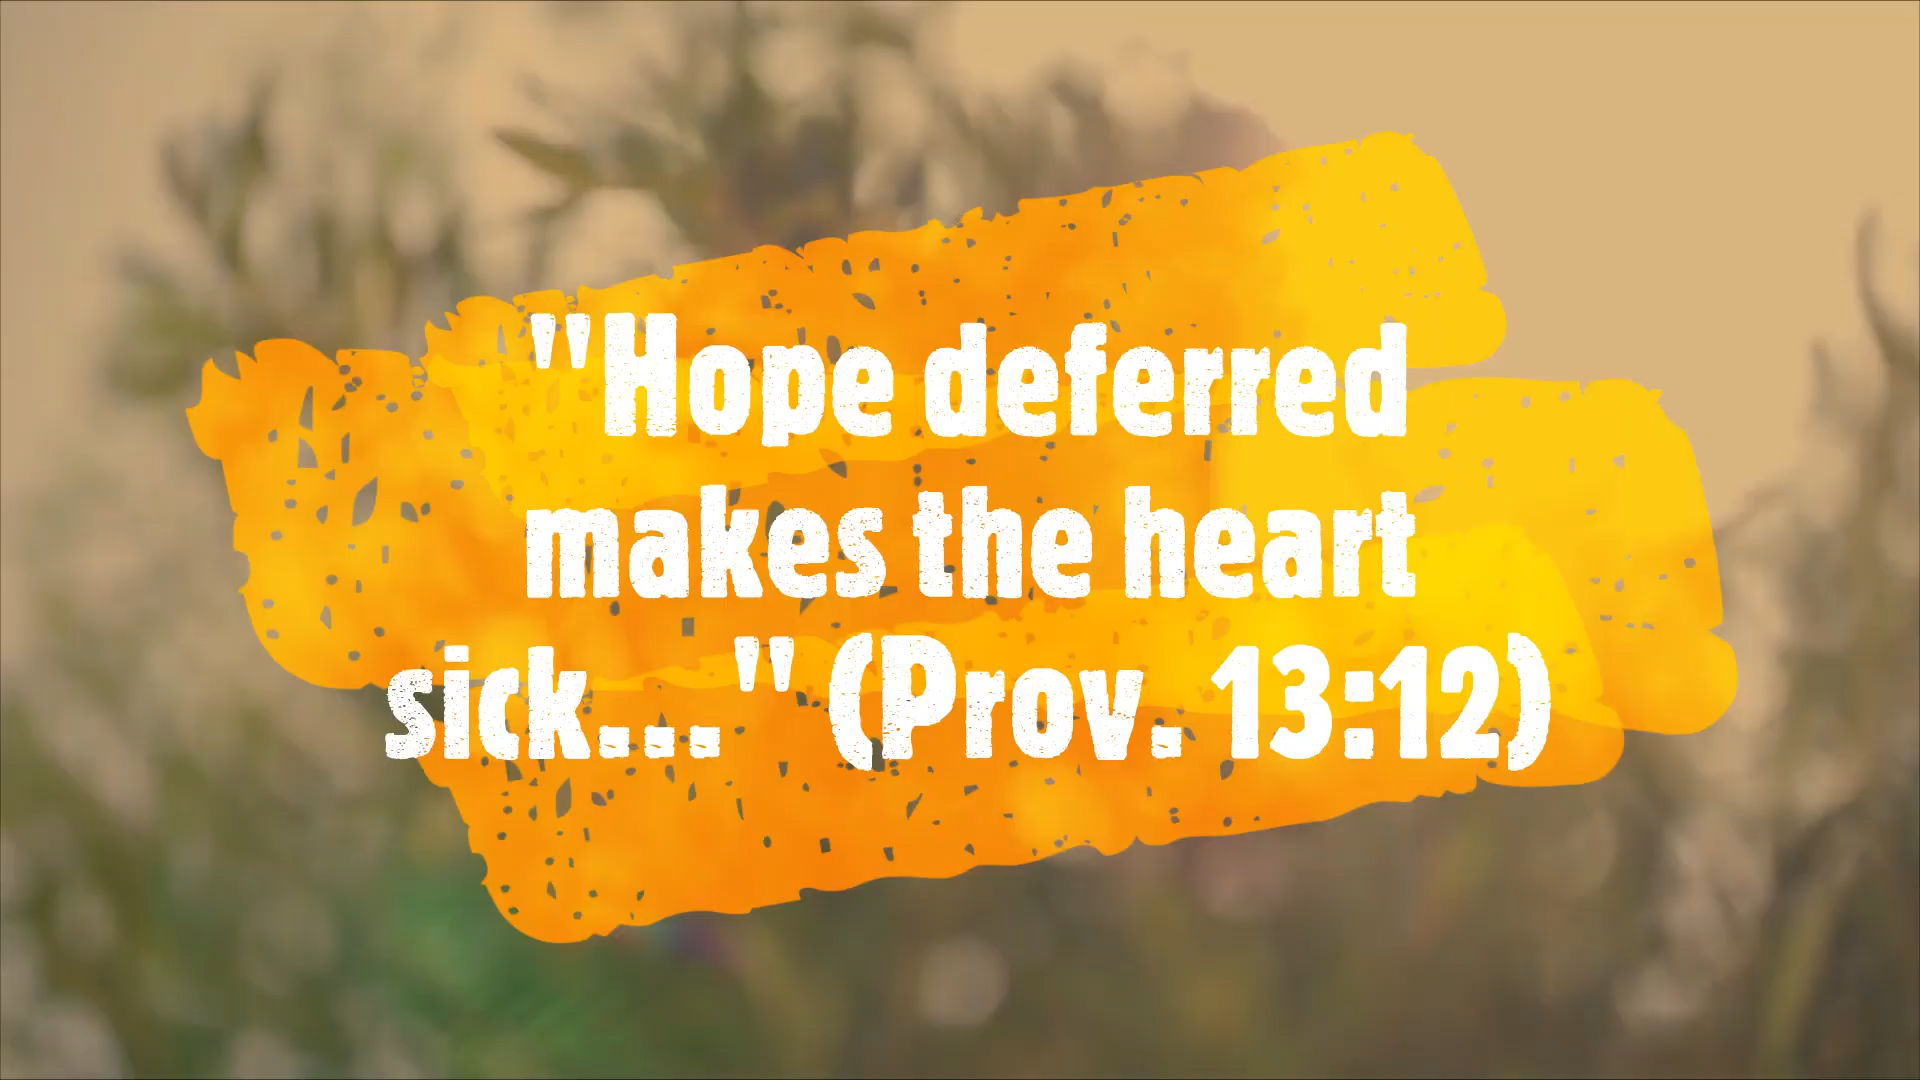 "Hope deferred
makes the heart
sick..." (Prov. 13:12)